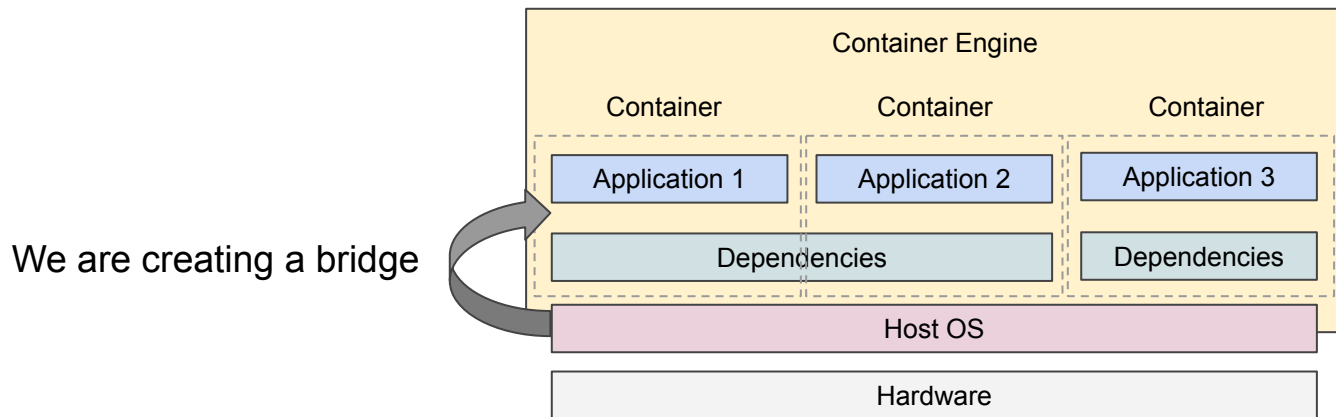 Container Engine
Container Container Container
Application 1 Application 2 Application 3
We are creating a bridge
Dependencies Dependencies
Host OS
Hardware